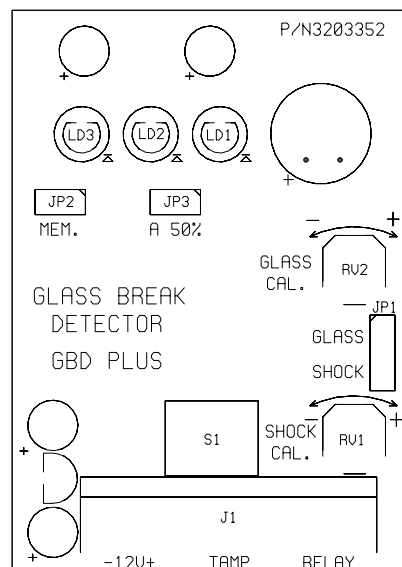 P/N3203352
LD3 LD2 LD1
JP2 JP3
MEM. A 50%
- +
GLASS
CAL.
RV2
JP1
GLASS BREAK
DETECTOR
GBD PLUS
GLASS
SHOCK
- +
SHOCK
CAL.
RV1
S1
J1
-12V+ TAMP RELAY